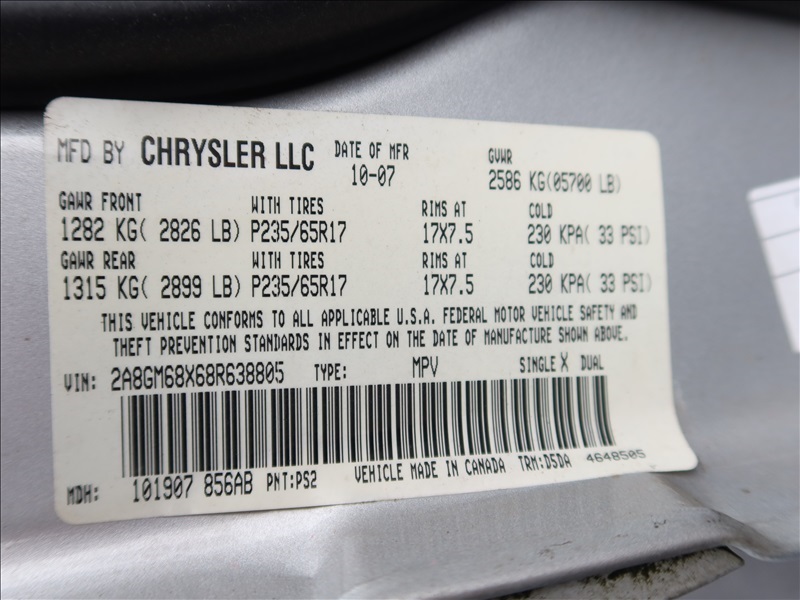 MFD BY CHRYSLER LLC DATE OF MFR 10-07 GVWR 2586 KG(05700 LB)
GAWR FRONT WITH TIRES RIMS AT COLD
1282 KG( 2826 LB) P235/65R17 17X7.5 230 KPA( 33 PSI)
GAWR REAR WITH TIRES RIMS AT COLD
1315 KG( 2899 LB) P235/65R17 17X7.5 230 KPA( 33 PSI)
THIS VEHICLE CONFORMS TO ALL APPLICABLE U.S.A. FEDERAL MOTOR VEHICLE SAFETY AND
THEFT PREVENTION STANDARDS IN EFFECT ON THE DATE OF MANUFACTURE SHOWN ABOVE.
VIN: 2A8GM68X68R638805 TYPE: MPV SINGLE X DUAL
MDH: 101907 856AB PNT:PS2 VEHICLE MADE IN CANADA TRM:D5DA 4648505